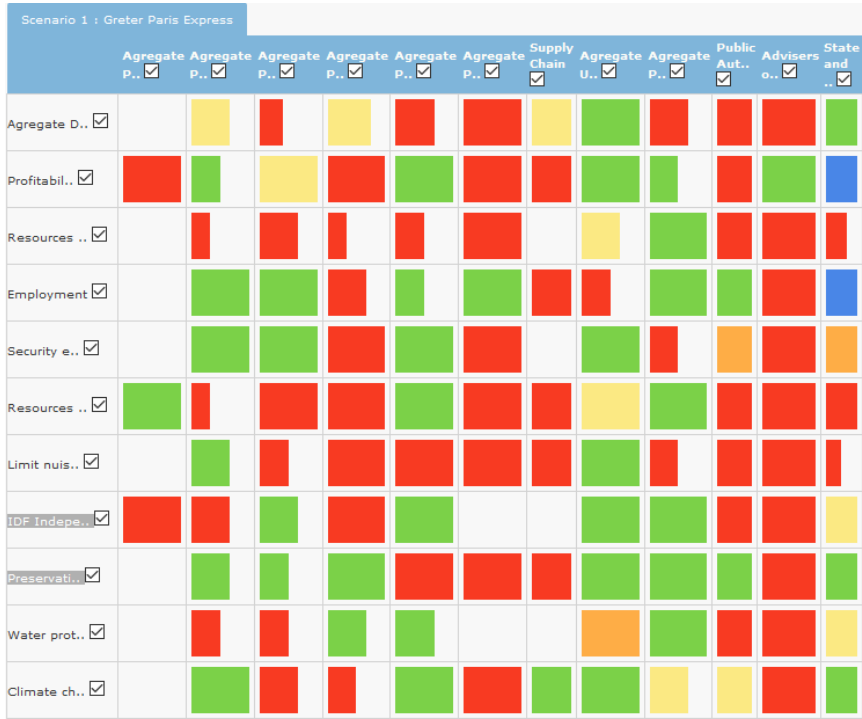 Scenario 1 : Greter Paris Express
Agregate Agregate Agregate Agregate Agregate Agregate Supply Agregate Agregate Public Advisers State
P.. P.. P.. P.. P.. P.. Chain U.. P.. Aut.. o.. and
..
Agregate D..
Profitabil..
Resources ..
Employment
Security e..
Resources ..
Limit nuis..
IDF Indepe..
Preservati..
Water prot..
Climate ch..